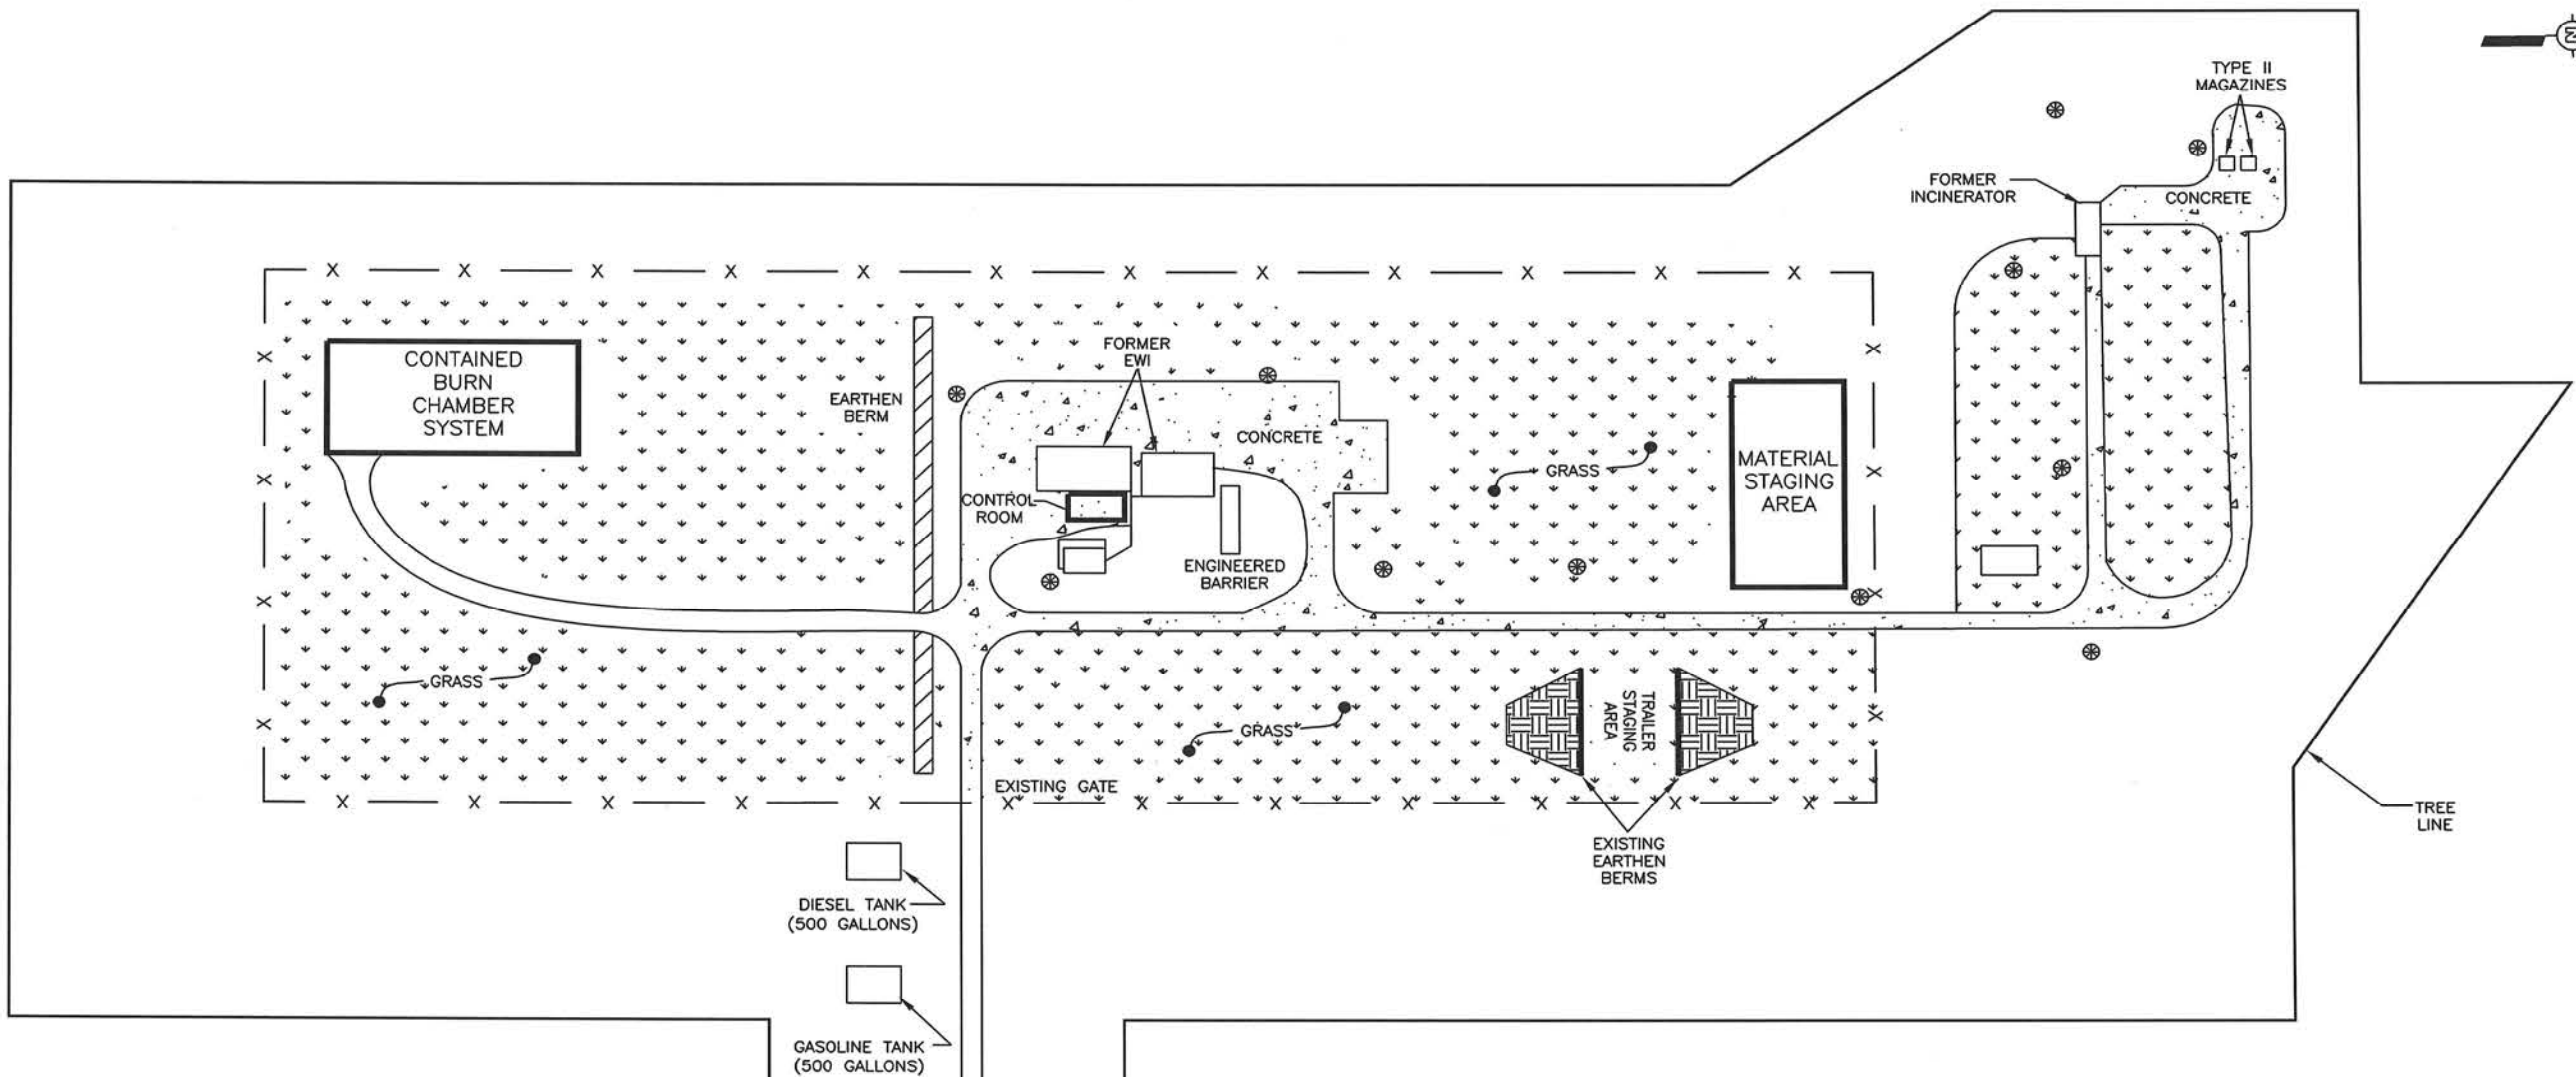 N
TYPE II
MAGAZINES
FORMER
INCINERATOR
CONCRETE
CONTAINED
BURN
CHAMBER
SYSTEM
EARTHEN
BERM
FORMER
EWI
CONCRETE
CONTROL
ROOM
ENGINEERED
BARRIER
GRASS
MATERIAL
STAGING
AREA
GRASS
GRASS
TRAILER
STAGING
AREA
EXISTING GATE
EXISTING
EARTHEN
BERMS
TREE
LINE
DIESEL TANK
(500 GALLONS)
GASOLINE TANK
(500 GALLONS)